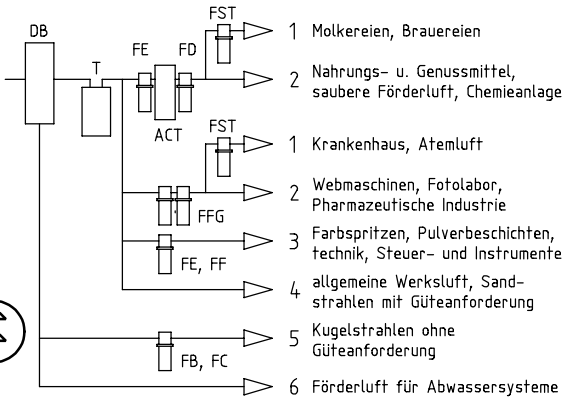 FST
DB
1 Molkereien, Brauereien
FE FD
T
2 Nahrungs- u. Genussmittel,
saubere Förderluft, Chemieanlage
ACT
FST
1 Krankenhaus, Atemluft
2 Webmaschinen, Fotolabor,
Pharmazeutische Industrie
FFG
3 Farbspritzen, Pulverbeschichten,
technik, Steuer- und Instrumente
FE, FF
4 allgemeine Werksluft, Sand-
strahlen mit Güteanforderung
5 Kugelstrahlen ohne
Güteanforderung
FB, FC
6 Förderluft für Abwassersysteme